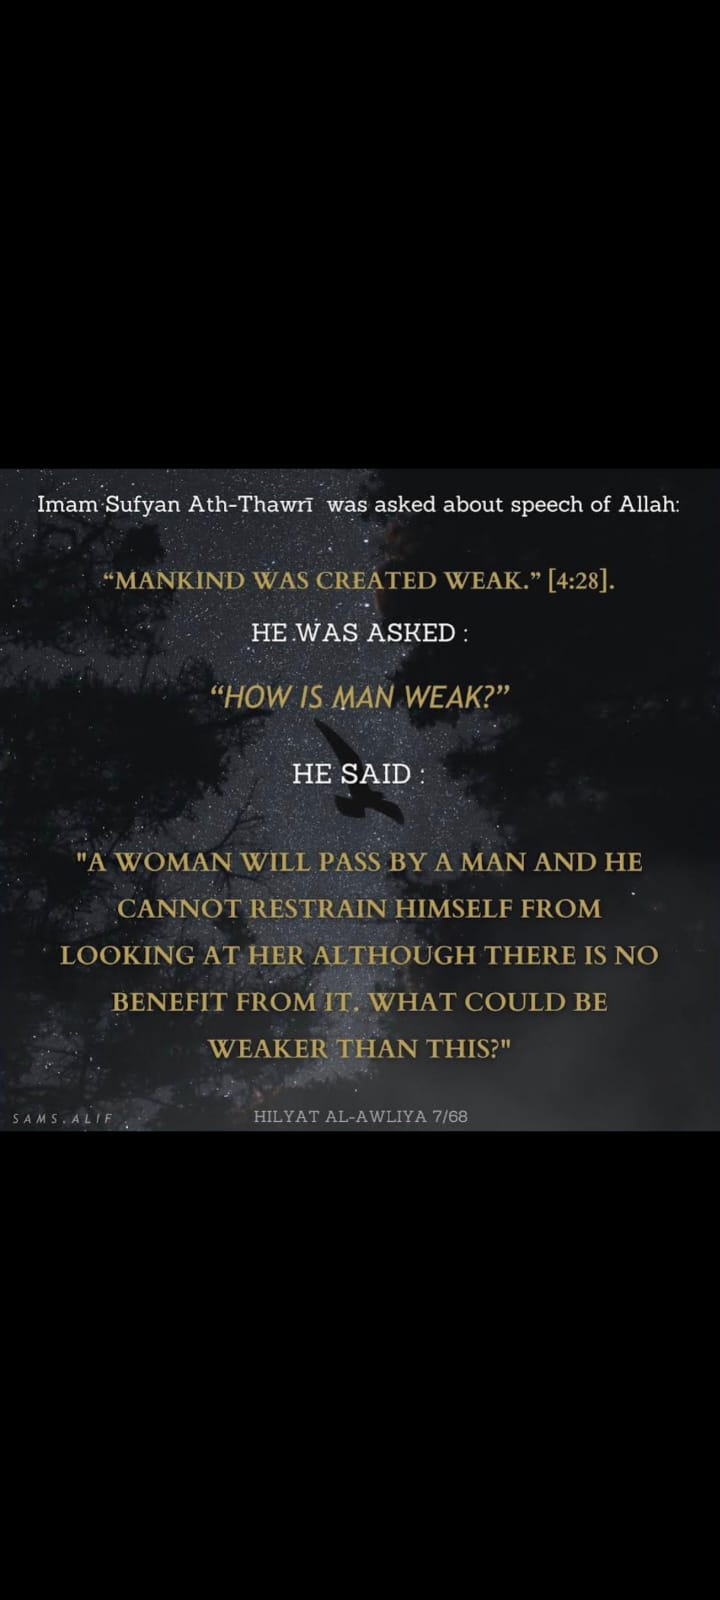 Imam Sufyan Ath-Thawrī was asked about speech of Allah:
“MANKIND WAS CREATED WEAK.” [4:28].
HE WAS ASKED :
“HOW IS MAN WEAK?”
HE SAID :
"A WOMAN WILL PASS BY A MAN AND HE
CANNOT RESTRAIN HIMSELF FROM
LOOKING AT HER ALTHOUGH THERE IS NO
BENEFIT FROM IT. WHAT COULD BE
WEAKER THAN THIS?"
SAMS.ALIF
HILYAT AL-AWLIYA 7/68